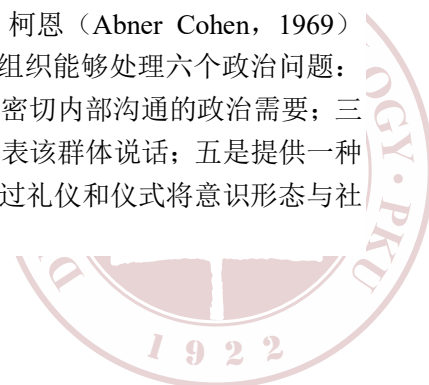 柯恩（Abner Cohen，1969）
组织能够处理六个政治问题：
密切内部沟通的政治需要；三
表该群体说话；五是提供一种
过礼仪和仪式将意识形态与社
OGY · PKU
D
1922